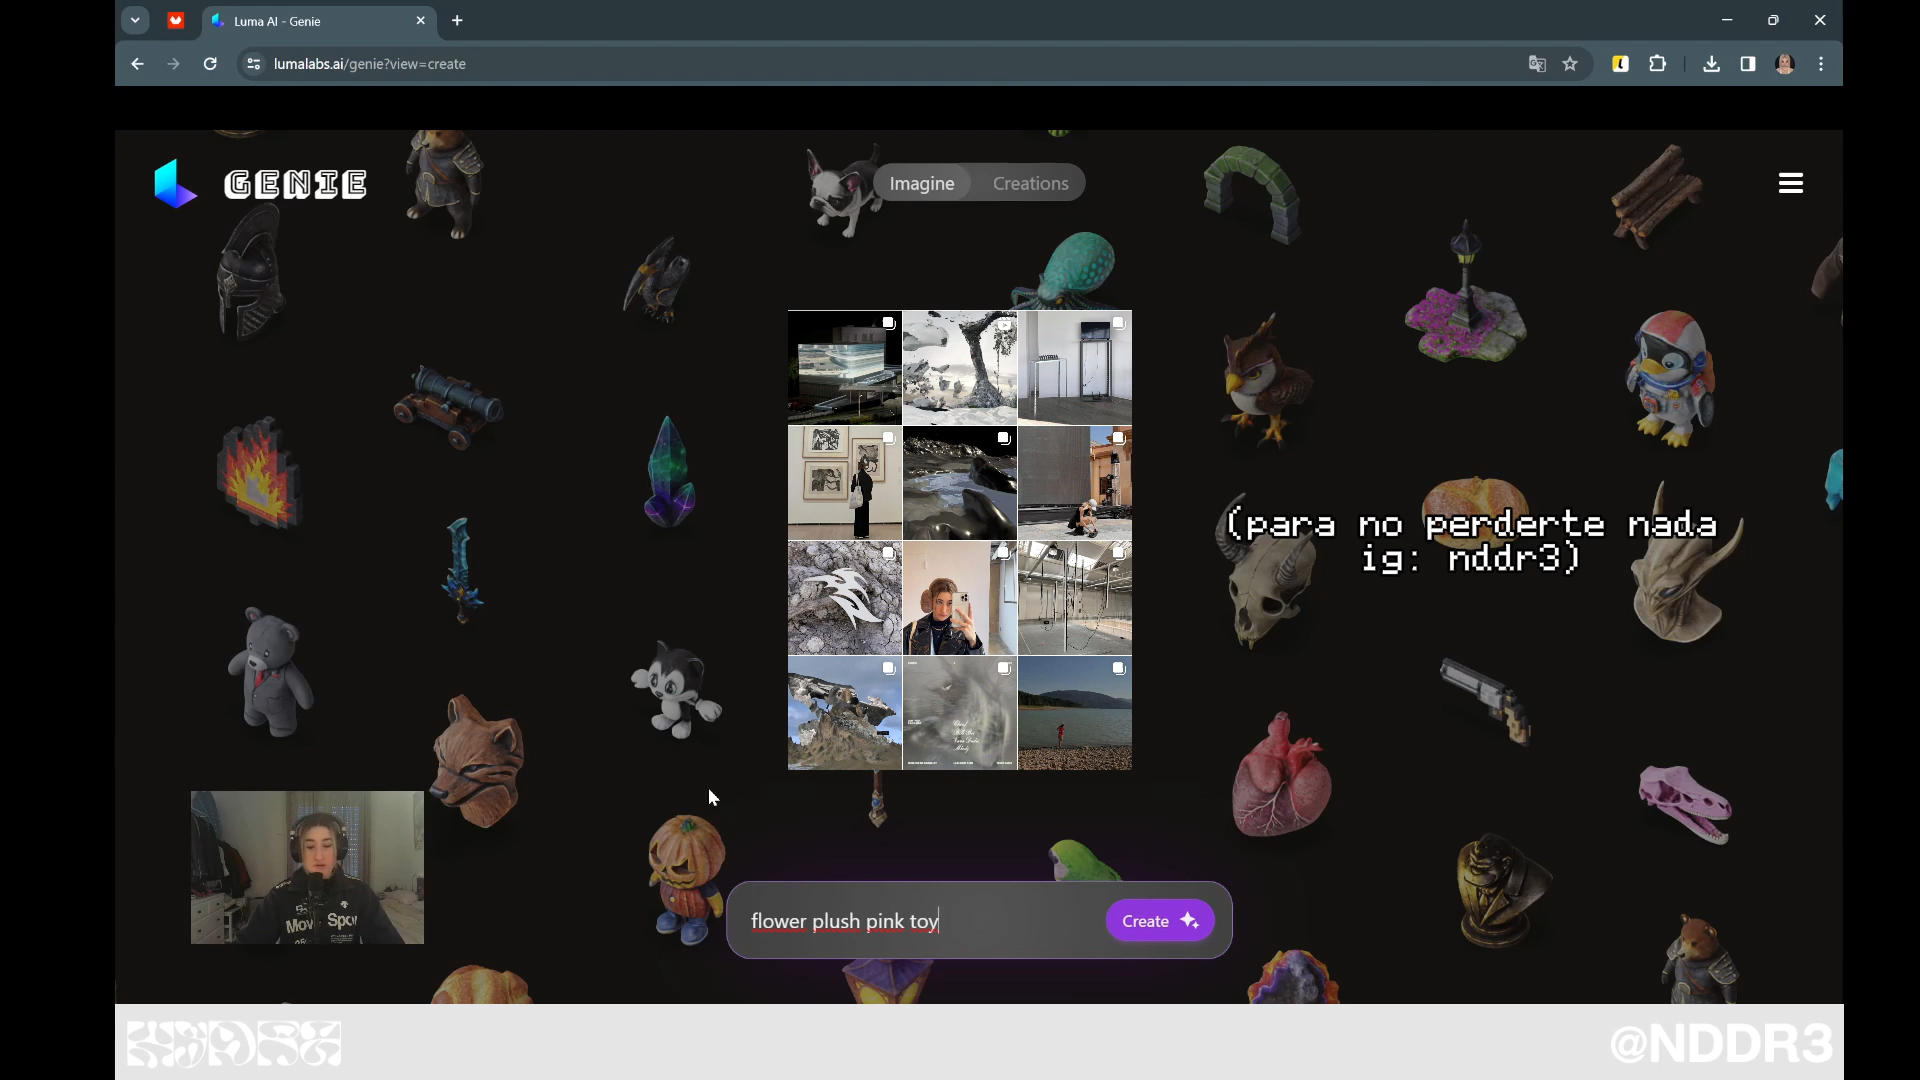 Luma AI - Genie
lumalabs.ai/genie?view=create
GENIE
Imagine
Creations
(para no perderte nada
ig: nddr3)
flower plush pink toy
Create
@NDDR3